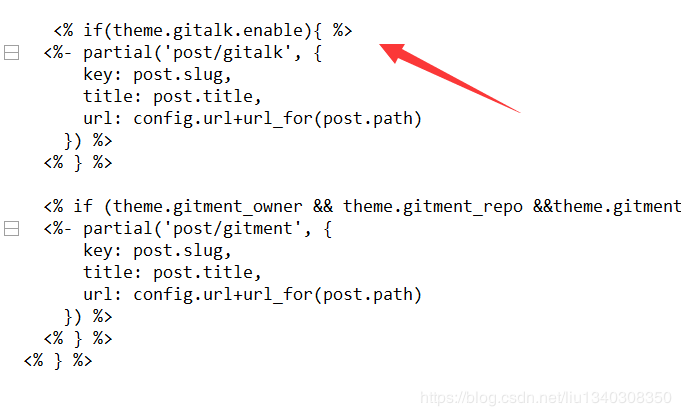 <% if(theme.gitalk.enable){ %>
<%- partial('post/gitalk', {
key: post.slug,
title: post.title,
url: config.url+url_for(post.path)
}) %>
<% } %>
<% if (theme.gitment_owner && theme.gitment_repo &&theme.gitment
<%- partial('post/gitment', {
key: post.slug,
title: post.title,
url: config.url+url_for(post.path)
}) %>
<% } %>
<% } %>
https://blog.csdn.net/liu1340308350